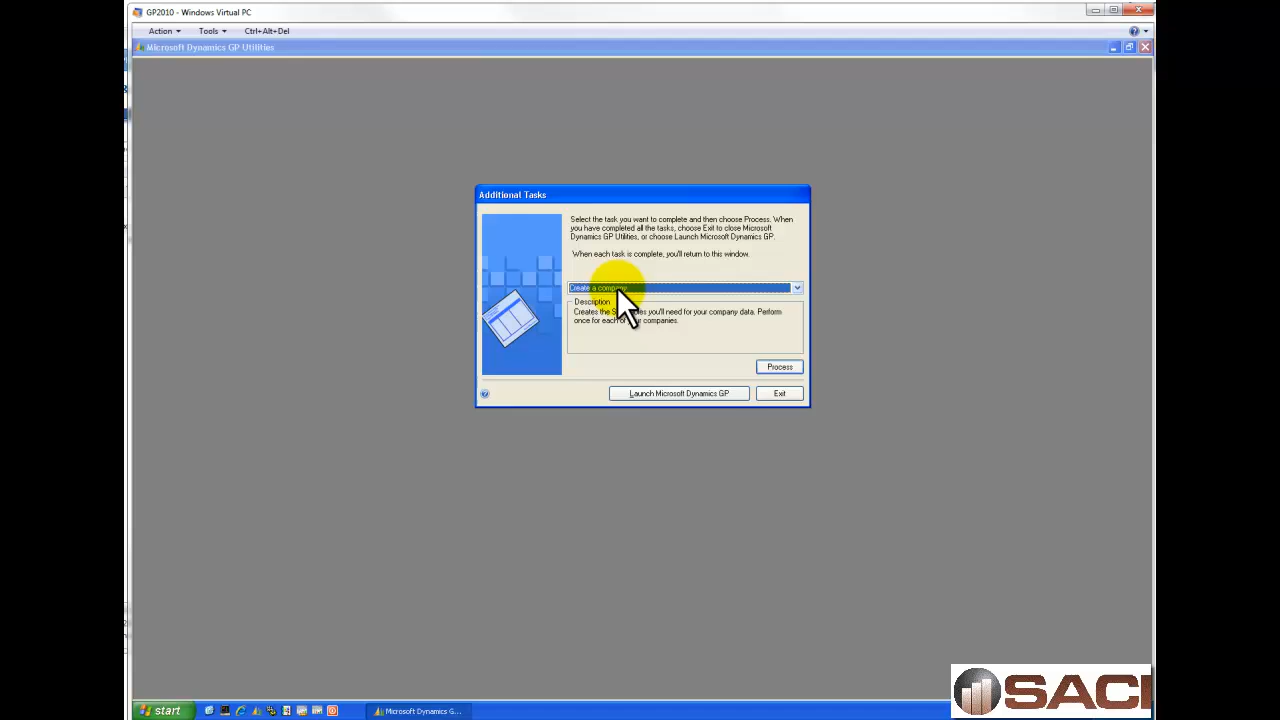 GP2010 - Windows Virtual PC
Action Tools Ctrl+Alt+Del
Microsoft Dynamics GP Utilities
Additional Tasks
Select the task you want to complete and then choose Process. When
you have completed all the tasks, choose Exit to close Microsoft
Dynamics GP Utilities, or choose Launch Microsoft Dynamics GP.
When each task is complete, you'll return to this window.
Create a company
Description
Creates the you'll need for your company data. Perform
once for each companies.
Process
Launch Microsoft Dynamics GP
Exit
start
Microsoft Dynamics G...
SACI